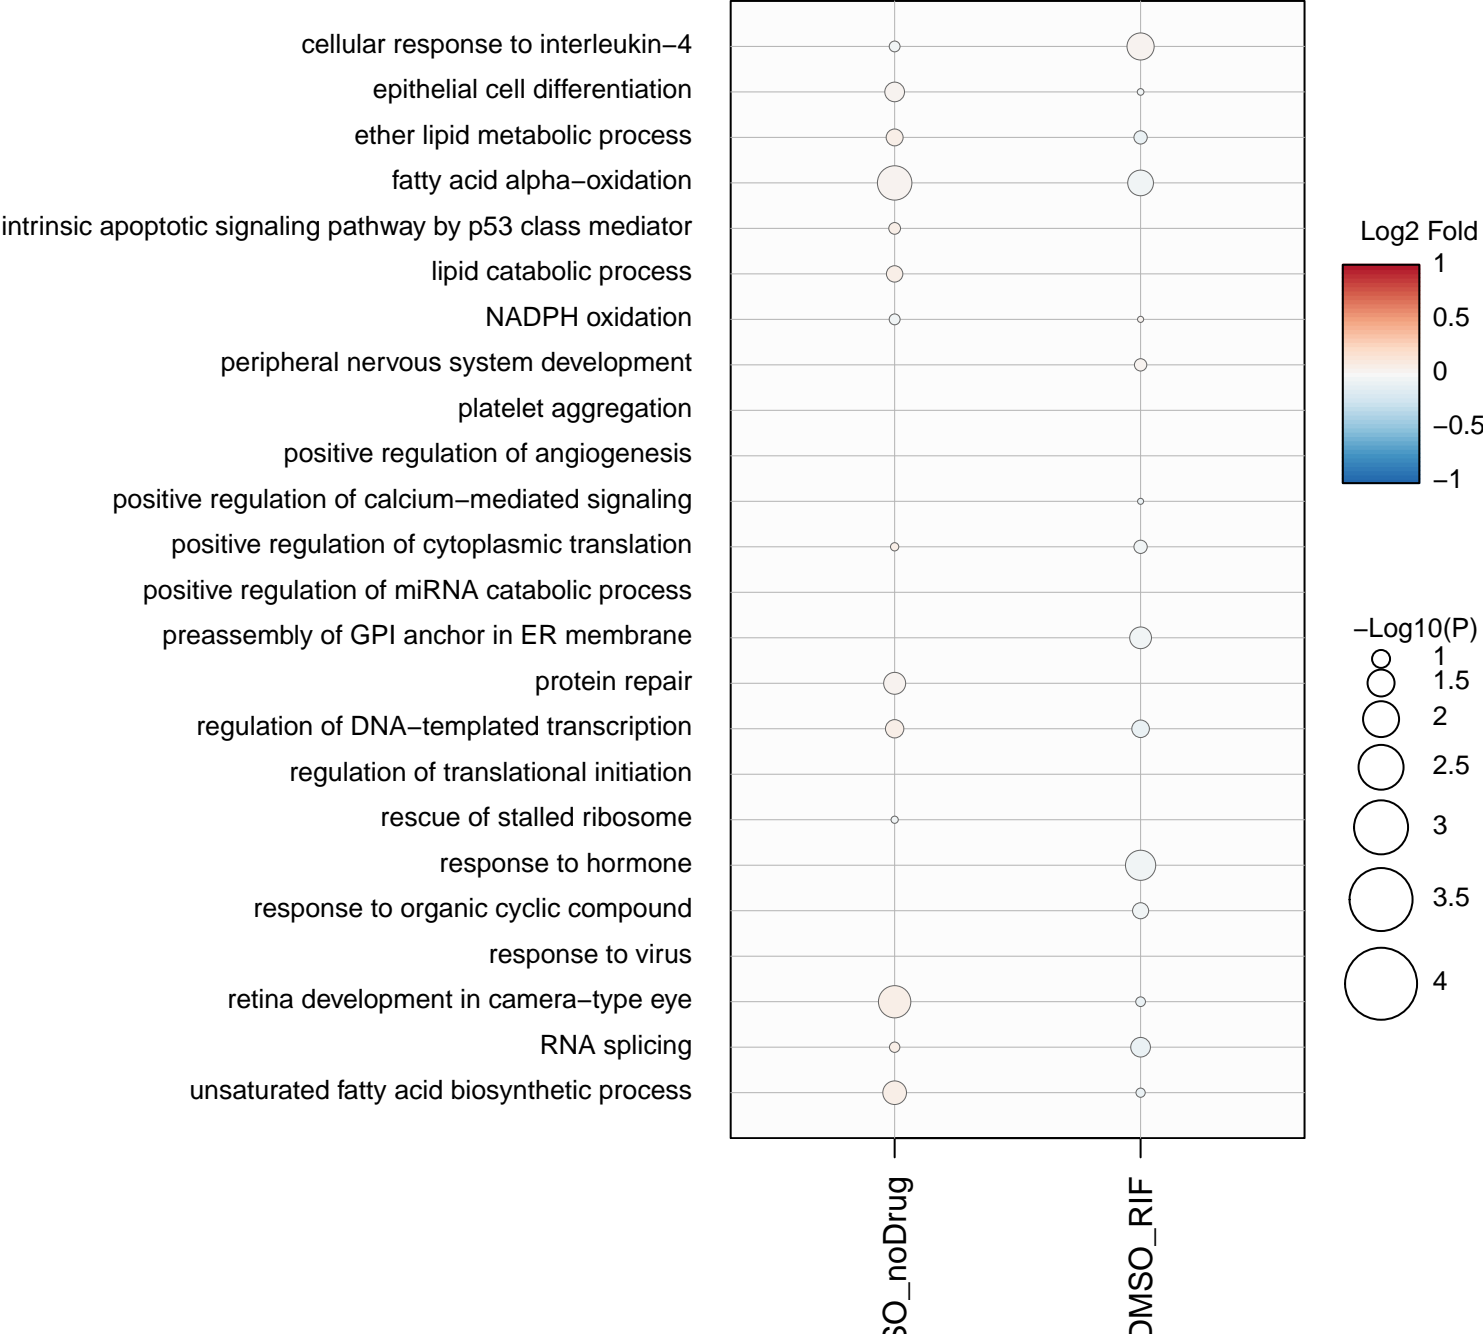 cellular response to interleukin−4
epithelial cell differentiation
ether lipid metabolic process
fatty acid alpha−oxidation
intrinsic apoptotic signaling pathway by p53 class mediator
lipid catabolic process
NADPH oxidation
peripheral nervous system development
platelet aggregation
positive regulation of angiogenesis
positive regulation of calcium−mediated signaling
positive regulation of cytoplasmic translation
positive regulation of miRNA catabolic process
preassembly of GPI anchor in ER membrane
protein repair
regulation of DNA−templated transcription
regulation of translational initiation
rescue of stalled ribosome
response to hormone
response to organic cyclic compound
response to virus
retina development in camera−type eye
RNA splicing
unsaturated fatty acid biosynthetic process
SO_noDrug
DMSO_RIF
Log2 Fold
1
0.5
0
−0.5
−1
−Log10(P)
1
1.5
2
2.5
3
3.5
4